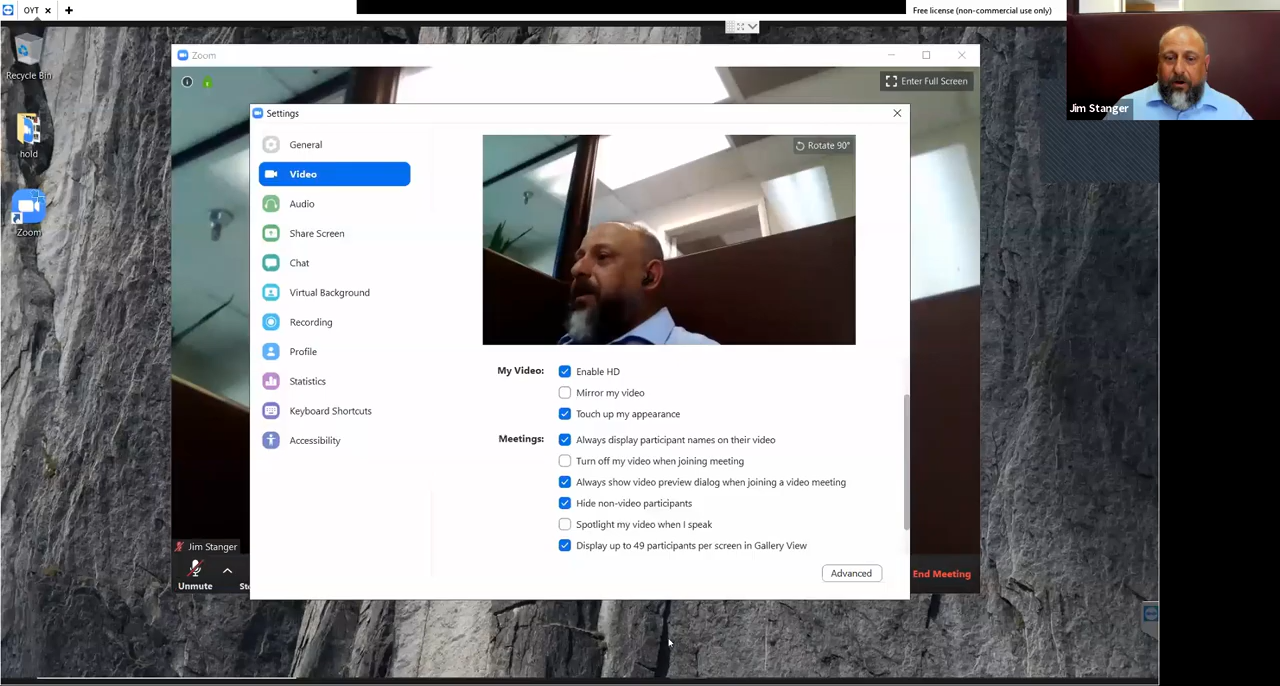 OYT × +
Free license (non-commercial use only)
Recycle Bin
Zoom
Enter Full Screen
Jim Stanger
hold
Zoom
Settings
General
Video
Audio
Share Screen
Chat
Virtual Background
Recording
Profile
Statistics
Keyboard Shortcuts
Accessibility
Rotate 90°
My Video:
Enable HD
Mirror my video
Touch up my appearance
Meetings:
Always display participant names on their video
Turn off my video when joining meeting
Always show video preview dialog when joining a video meeting
Hide non-video participants
Spotlight my video when I speak
Display up to 49 participants per screen in Gallery View
Advanced
Jim Stanger
Unmute
St
End Meeting